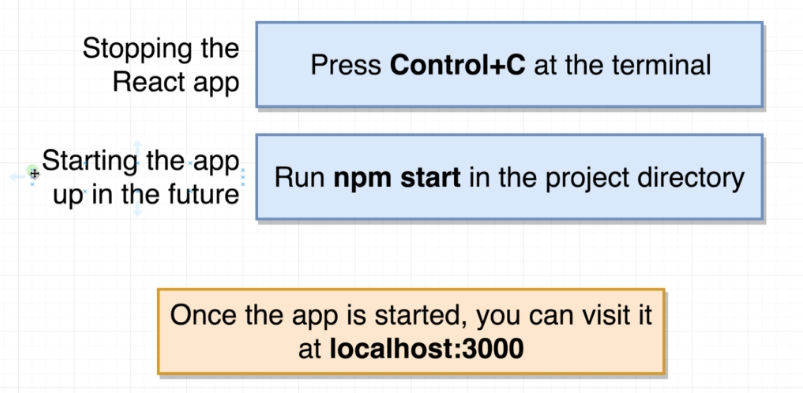 Stopping the
React app
Press Control+C at the terminal
Starting the app
up in the future
Run npm start in the project directory
Once the app is started, you can visit it
at localhost:3000